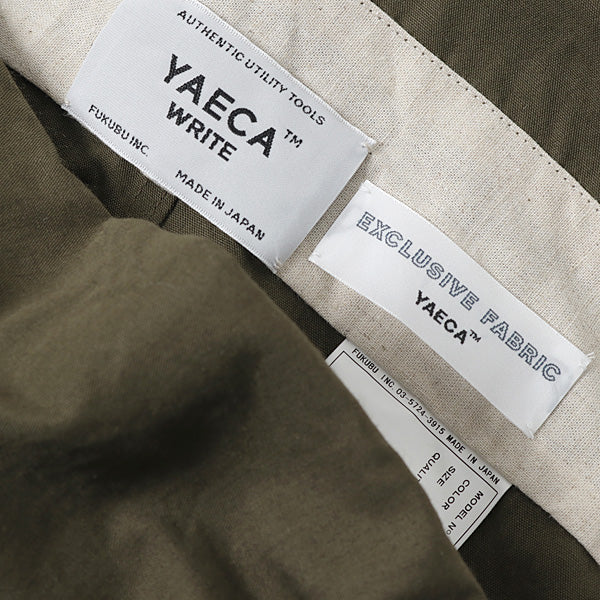 AUTHENTIC UTILITY TOOLS
YAECA™
WRITE
FUKUBU INC.
MADE IN JAPAN
EXCLUSIVE FABRIC
YAECA™
FUKUBU INC 03-5724-3915 MADE IN JAPAN
MODEL Nº
COLOR
SIZE